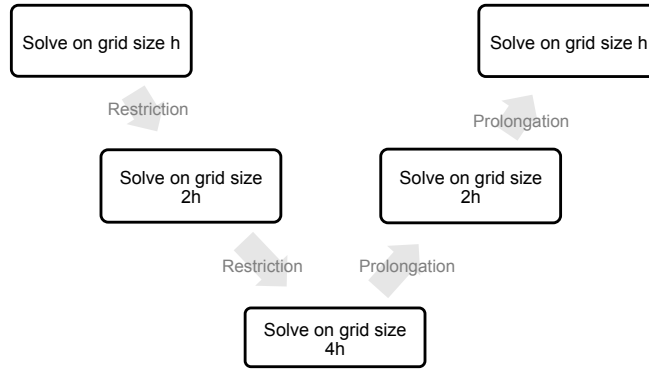 Solve on grid size h
Solve on grid size h
Restriction
Prolongation
Solve on grid size
2h
Solve on grid size
2h
Restriction
Prolongation
Solve on grid size
4h